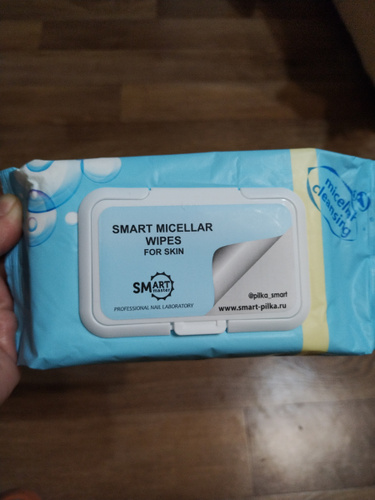 micellar
cleansing
SMART MICELLAR
WIPES
FOR SKIN
SMART
master
PROFESSIONAL NAIL LABORATORY
@pilka_smart
www.smart-pilka.ru